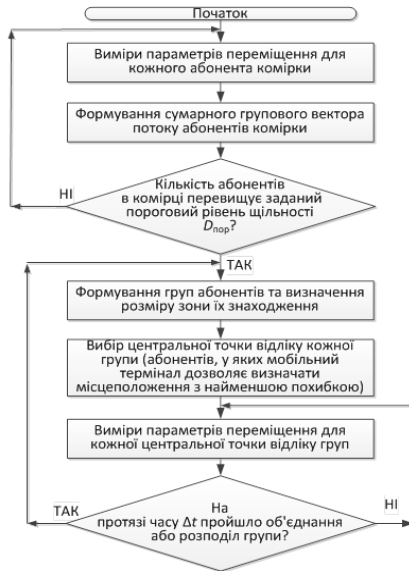 Початок
Виміри параметрів переміщення для
кожного абонента комірки
Формування сумарного групового вектора
потоку абонентів комірки
Кількість абонентів
в комірці перевищує заданий
пороговий рівень щільності
Dпор?
НІ
ТАК
Формування груп абонентів та визначення
розміру зони їх знаходження
Вибір центральної точки відліку кожної
групи (абонентів, у яких мобільний
термінал дозволяє визначати
місцеположення з найменшою похибкою)
Виміри параметрів переміщення для
кожної центральної точки відліку груп
На
протязі часу Δt пройшло об'єднання
або розподіл групи?
ТАК
НІ